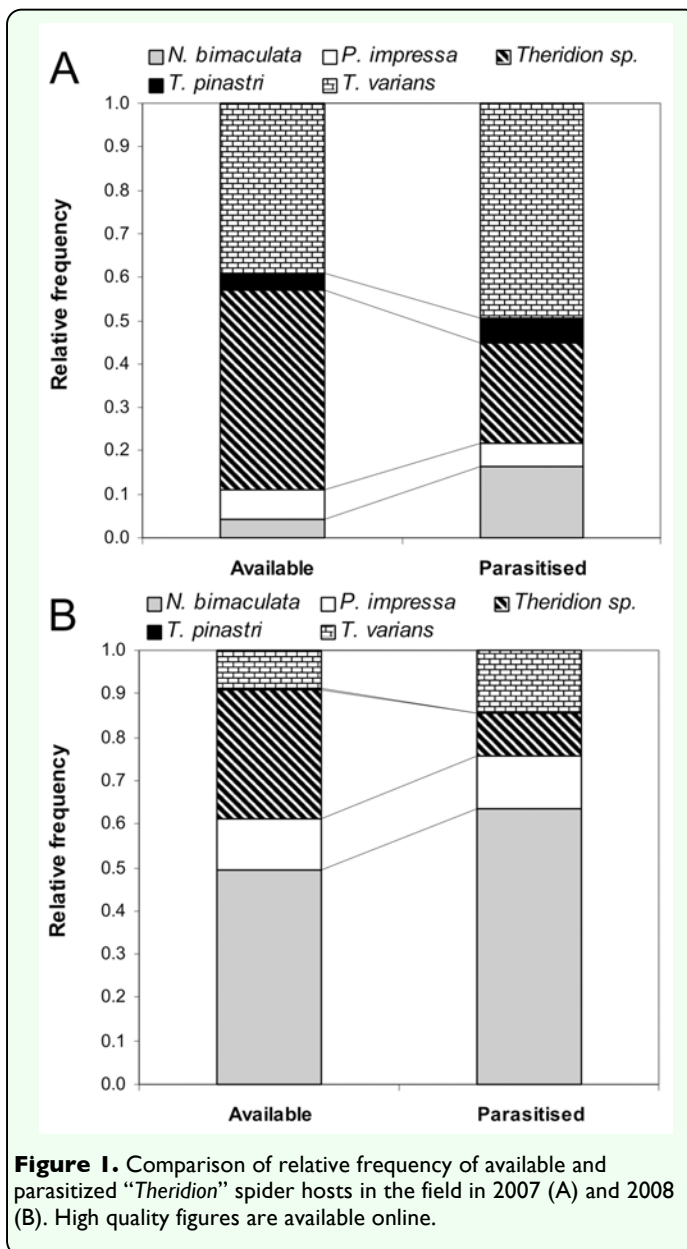 A
N. bimaculata P. impressa Theridion sp.
T. pinastri T. varians
Relative frequency
1.0
0.9
0.8
0.7
0.6
0.5
0.4
0.3
0.2
0.1
0.0
Available Parasitised
B
N. bimaculata P. impressa Theridion sp.
T. pinastri T. varians
Relative frequency
1.0
0.9
0.8
0.7
0.6
0.5
0.4
0.3
0.2
0.1
0.0
Available Parasitised
Figure 1. Comparison of relative frequency of available and
parasitized “Theridion” spider hosts in the field in 2007 (A) and 2008
(B). High quality figures are available online.